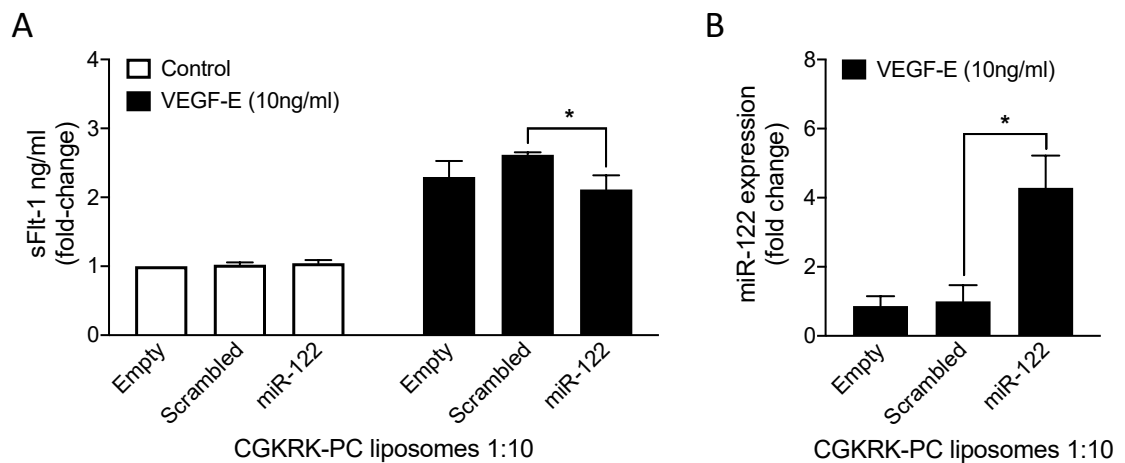 A
sFlt-1 ng/ml
(fold-change)
4
3
2
1
0
Control
VEGF-E (10ng/ml)
*
Empty
Scrambled
miR-122
Empty
Scrambled
miR-122
CGKRK-PC liposomes 1:10
B
miR-122 expression
(fold change)
8
6
4
2
0
VEGF-E (10ng/ml)
*
Empty
Scrambled
miR-122
CGKRK-PC liposomes 1:10